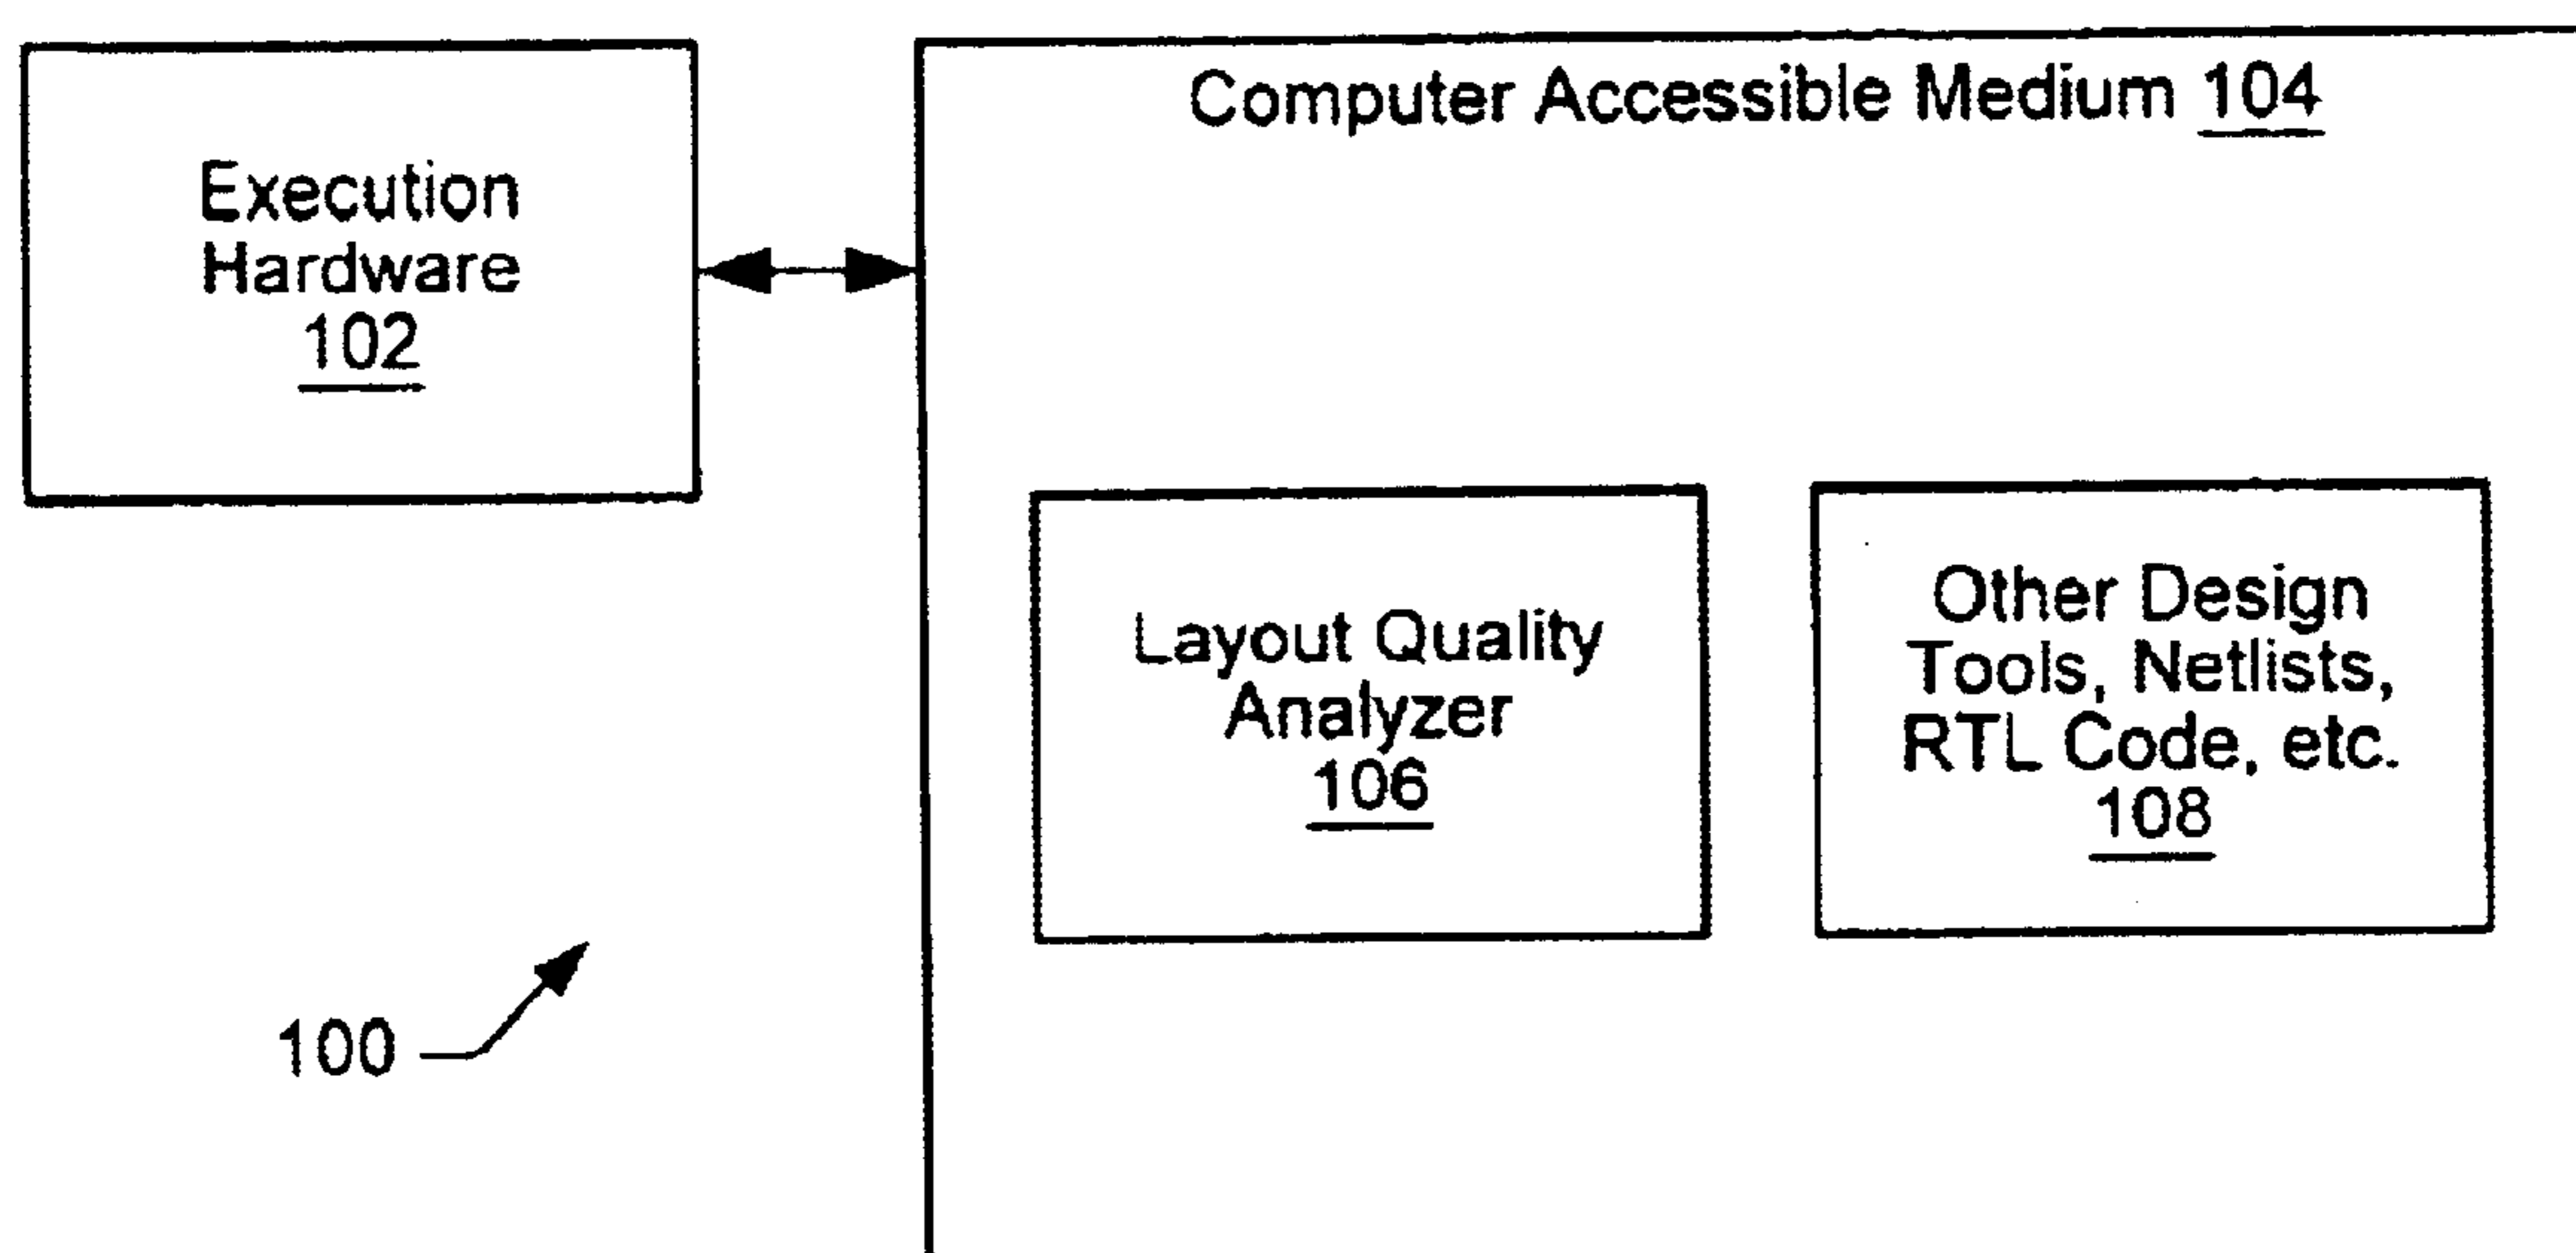 Execution
Hardware
102
Computer Accessible Medium 104
Layout Quality
Analyzer
106
Other Design
Tools, Netlists,
RTL Code, etc.
108
100